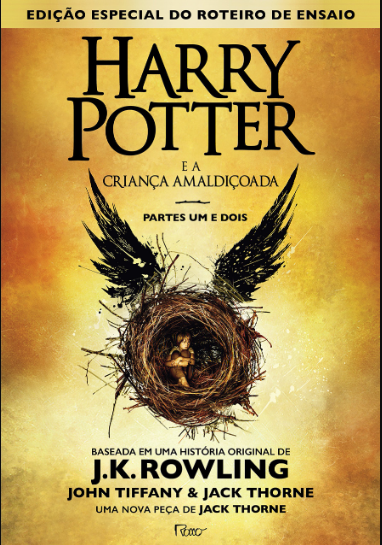 EDIÇÃO ESPECIAL DO ROTEIRO DE ENSAIO
HARRY
POTTER
E A
CRIANÇA AMALDIÇOADA
PARTES UM E DOIS
BASEADA EM UMA HISTÓRIA ORIGINAL DE
J.K.ROWLING
JOHN TIFFANY & JACK THORNE
UMA NOVA PEÇA DE JACK THORNE
Rocco